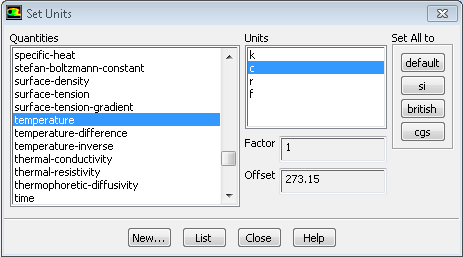 Set Units
Quantities
specific-heat
stefan-boltzmann-constant
surface-density
surface-tension
surface-tension-gradient
temperature
temperature-difference
temperature-inverse
thermal-conductivity
thermal-resistivity
thermophoretic-diffusivity
time
Units
k
c
r
f
Factor
1
Offset
273.15
Set All to
default
si
british
cgs
New... List Close Help